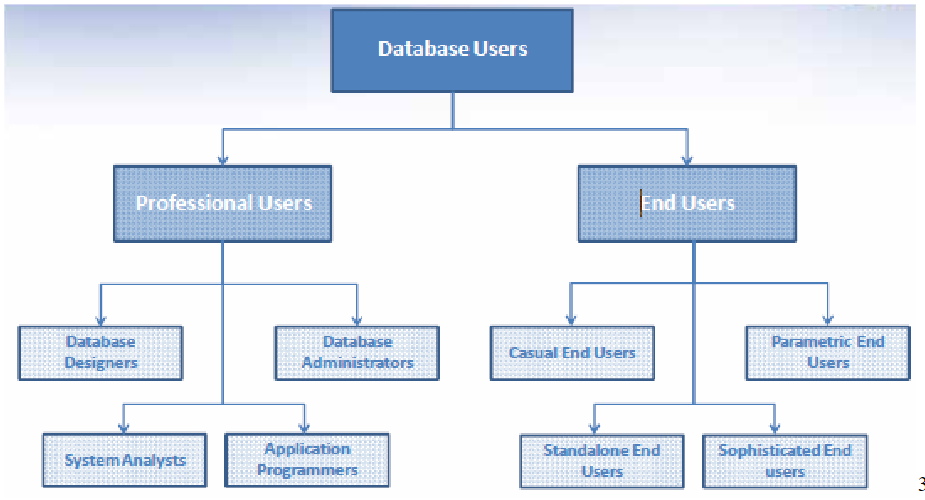 Database Users
Professional Users
End Users
Database
Designers
Database
Administrators
Casual End Users
Parametric End
Users
System Analysts
Application
Programmers
Standalone End
Users
Sophisticated End
users
3